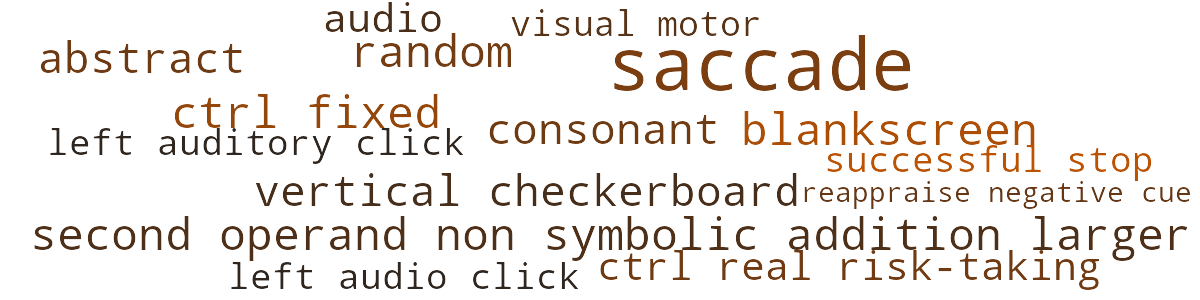 audio
visual motor
abstract
random
saccade
ctrl fixed
left auditory click
consonant
blankscreen
successful stop
vertical checkerboard
reappraise negative cue
second operand non symbolic addition larger
left audio click
ctrl real risk-taking